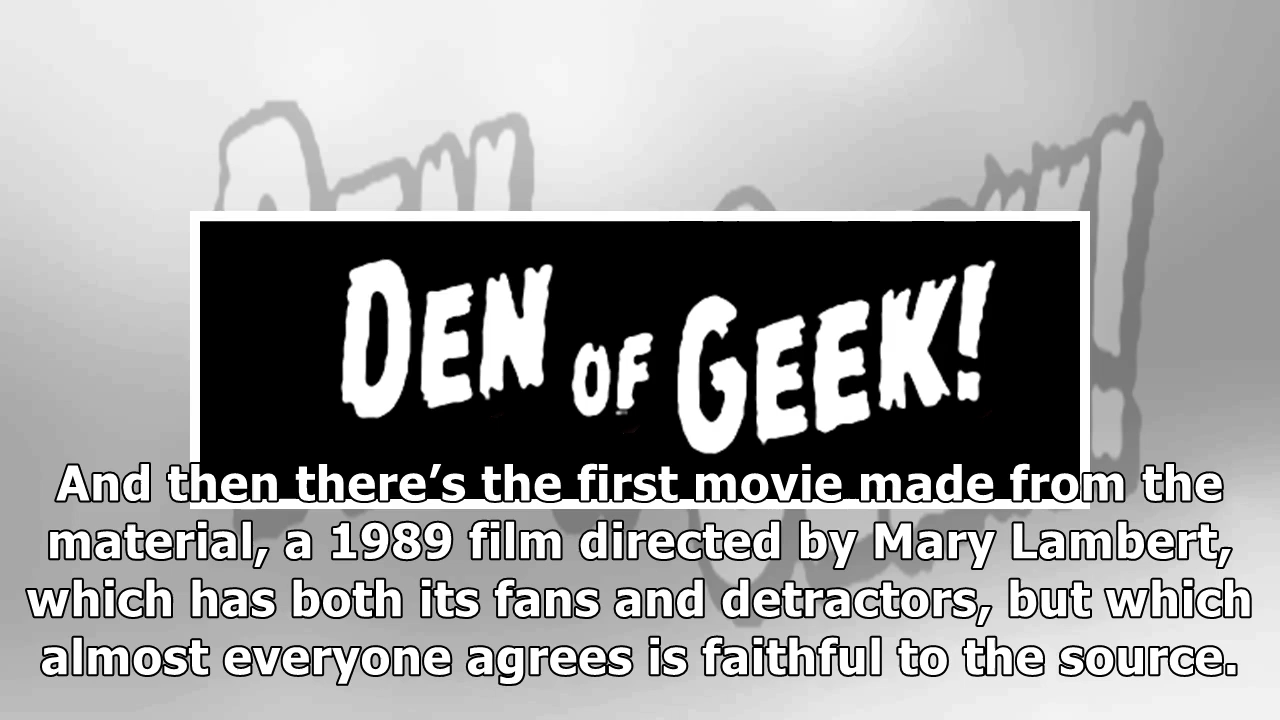 DEN OF GEEK!
And then there’s the first movie made from the
material, a 1989 film directed by Mary Lambert,
which has both its fans and detractors, but which
almost everyone agrees is faithful to the source.